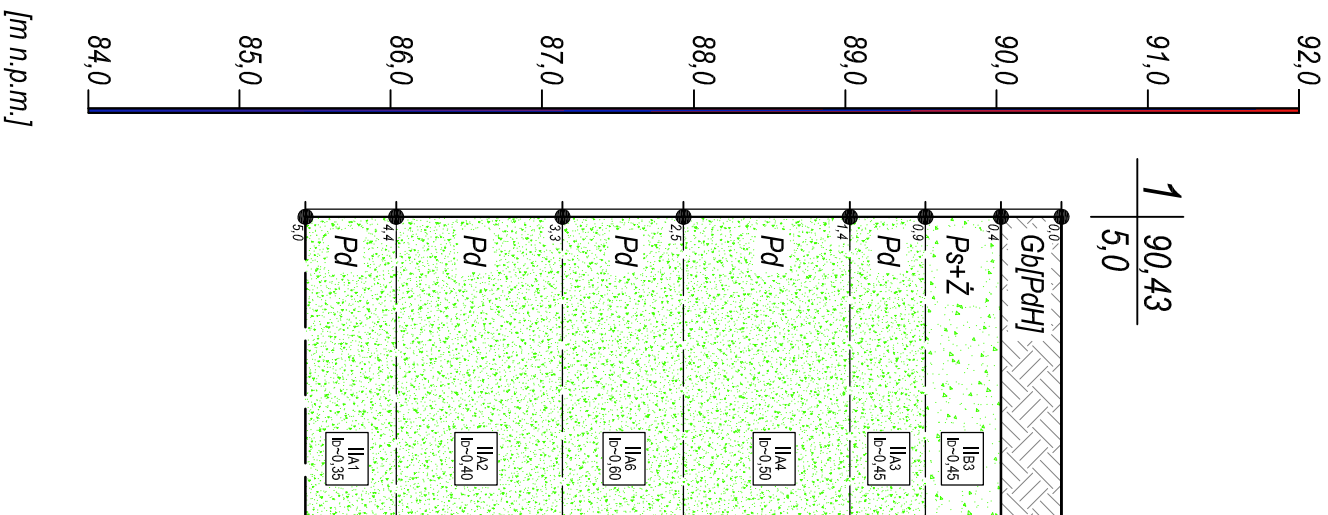 92,0
91,0
90,0
89,0
88,0
87,0
86,0
85,0
84,0
[m n.p.m.]
1
90,43
5,0
0,0
Gb[PdH]
0,4
Ps+Ż
IIB3
ID~0,45
0,9
Pd
IIA3
ID~0,45
1,4
Pd
IIA4
ID~0,50
2,5
Pd
IIA6
ID~0,60
3,3
Pd
IIA2
ID~0,40
4,4
Pd
IIA1
ID~0,35
5,0